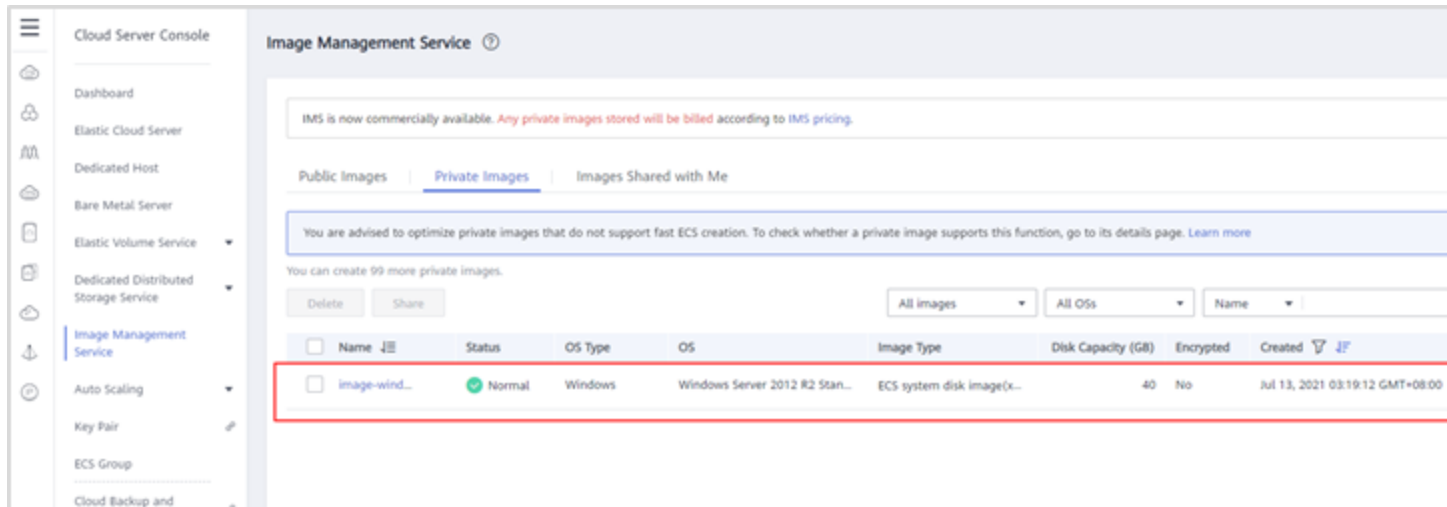 Cloud Server Console
Dashboard
Elastic Cloud Server
Dedicated Host
Bare Metal Server
Elastic Volume Service
Dedicated Distributed
Storage Service
Image Management
Service
Auto Scaling
Key Pair
ECS Group
Cloud Backup and
Image Management Service
IMS is now commercially available. Any private images stored will be billed according to IMS pricing.
Public Images Private Images Images Shared with Me
You are advised to optimize private images that do not support fast ECS creation. To check whether a private image supports this function, go to its details page. Learn more
You can create 99 more private images.
Delete Share All images All OSs Name
Name Status OS Type OS Image Type Disk Capacity (GB) Encrypted Created
image-wind... Normal Windows Windows Server 2012 R2 Stan... ECS system disk image(x... 40 No Jul 13, 2021 03:19:12 GMT+08:00